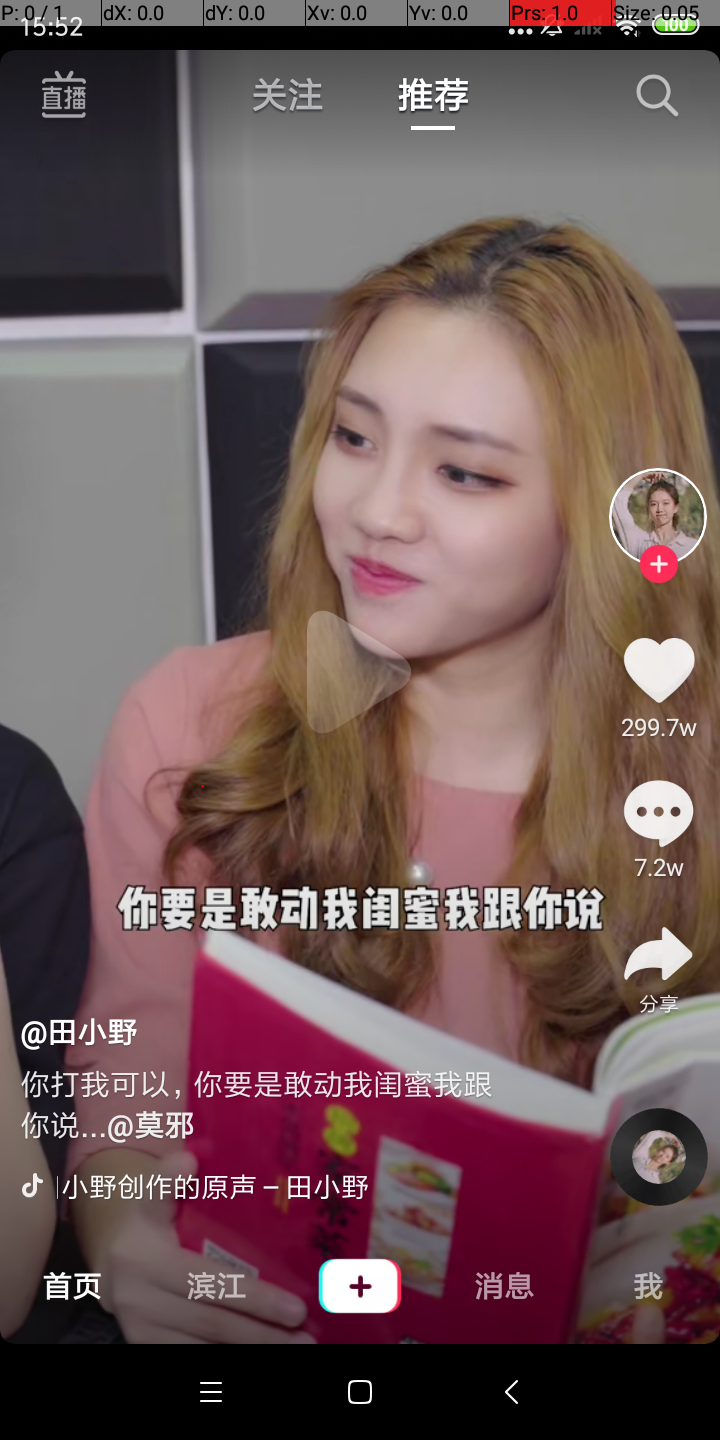 P: 0 / 1 dX: 0.0 dY: 0.0 Xv: 0.0 Yv: 0.0 Prs: 1.0 Size: 0.05
15:52 100
直播 关注 推荐
299.7w
7.2w
你要是敢动我闺蜜我跟你说
分享
@田小野
你打我可以，你要是敢动我闺蜜我跟
你说...@莫邪
小野创作的原声 – 田小野
首页 滨江 消息 我